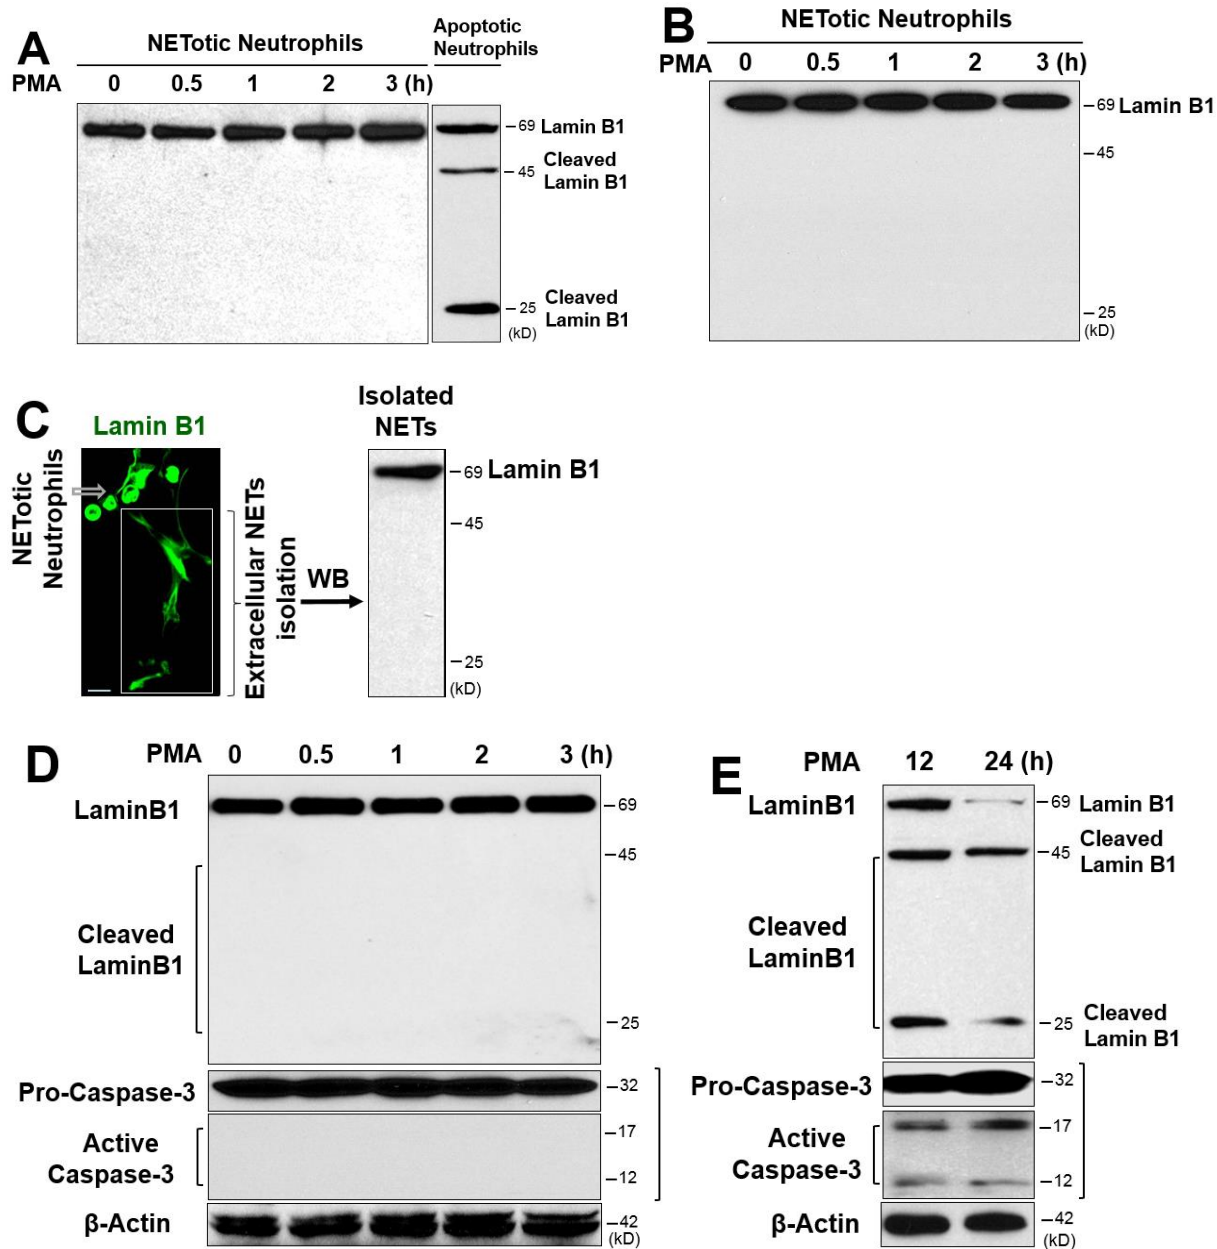 A
NETotic Neutrophils
Apoptotic
Neutrophils
PMA 0 0.5 1 2 3 (h)
–69 Lamin B1
–45 Cleaved
Lamin B1
–25 Cleaved
Lamin B1
(kD)
B
NETotic Neutrophils
PMA 0 0.5 1 2 3 (h)
–69 Lamin B1
–45
–25
(kD)
C
Lamin B1
NETotic
Neutrophils
Extracellular NETs
isolation
WB
Isolated
NETs
–69 Lamin B1
–45
–25
(kD)
D
PMA 0 0.5 1 2 3 (h)
LaminB1 –69
–45
Cleaved
LaminB1
–25
Pro-Caspase-3 –32
Active
Caspase-3
–17
–12
β-Actin –42
(kD)
E
PMA 12 24 (h)
LaminB1 –69 Lamin B1
–45 Cleaved
Lamin B1
Cleaved
LaminB1
–25 Cleaved
Lamin B1
Pro-Caspase-3 –32
Active
Caspase-3
–17
–12
β-Actin –42
(kD)